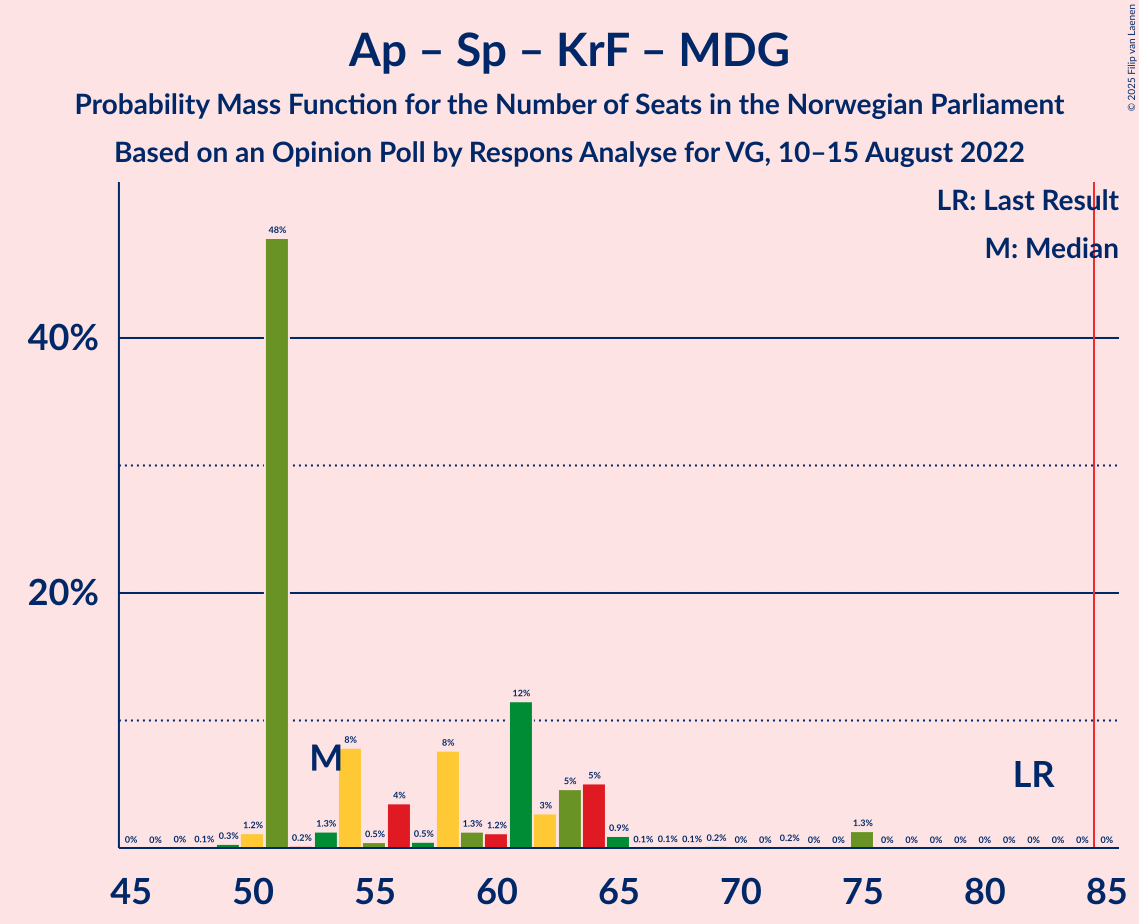 Ap – Sp – KrF – MDG
Probability Mass Function for the Number of Seats in the Norwegian Parliament
Based on an Opinion Poll by Respons Analyse for VG, 10–15 August 2022
© 2025 Filip van Laenen
LR: Last Result
M: Median
40%
20%
M
LR
0% 0% 0% 0.1% 0.3% 1.2% 48% 0.2% 1.3% 8% 0.5% 4% 0.5% 8% 1.3% 1.2% 12% 3% 5% 5% 0.9% 0.1% 0.1% 0.1% 0.2% 0% 0% 0.2% 0% 0% 1.3% 0% 0% 0% 0% 0% 0% 0% 0% 0% 0%
45 50 55 60 65 70 75 80 85